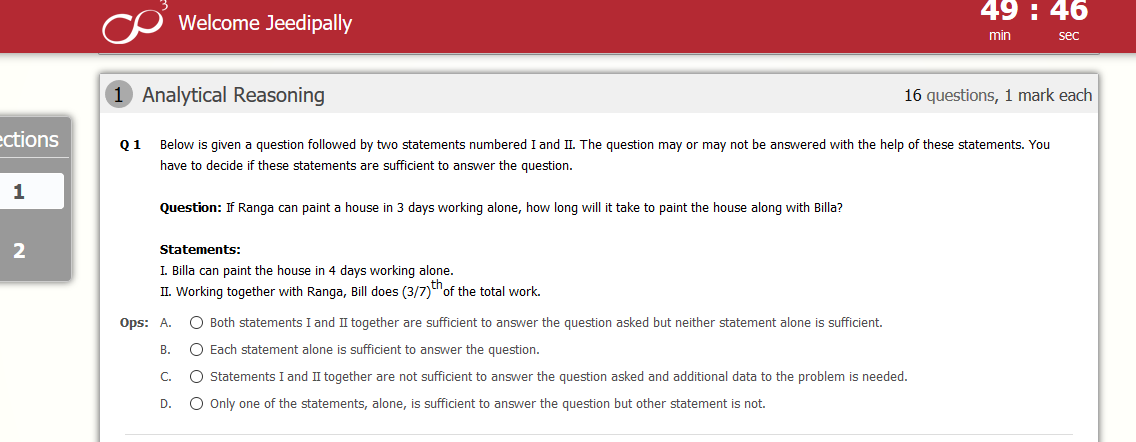 3
Welcome Jeedipally
49 : 46
min sec
1 Analytical Reasoning
16 questions, 1 mark each
ections
1
2
Q 1 Below is given a question followed by two statements numbered I and II. The question may or may not be answered with the help of these statements. You
have to decide if these statements are sufficient to answer the question.
Question: If Ranga can paint a house in 3 days working alone, how long will it take to paint the house along with Billa?
Statements:
I. Billa can paint the house in 4 days working alone.
II. Working together with Ranga, Bill does (3/7)th of the total work.
Ops: A. Both statements I and II together are sufficient to answer the question asked but neither statement alone is sufficient.
B. Each statement alone is sufficient to answer the question.
C. Statements I and II together are not sufficient to answer the question asked and additional data to the problem is needed.
D. Only one of the statements, alone, is sufficient to answer the question but other statement is not.